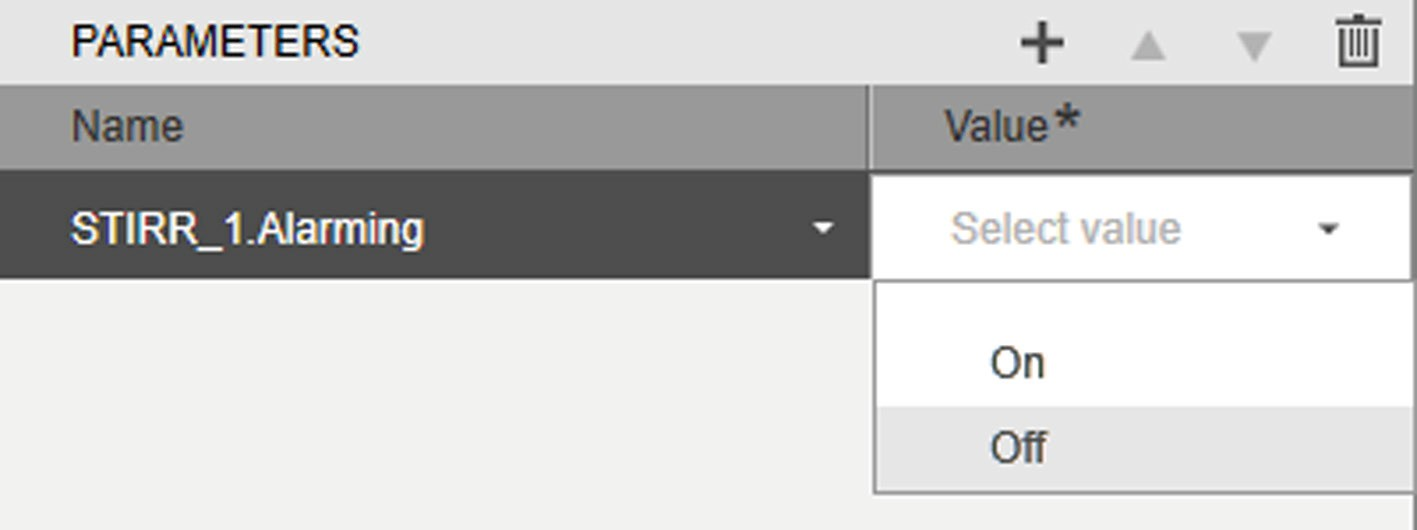 PARAMETERS
Name Value*
STIRR_1.Alarming Select value
On
Off